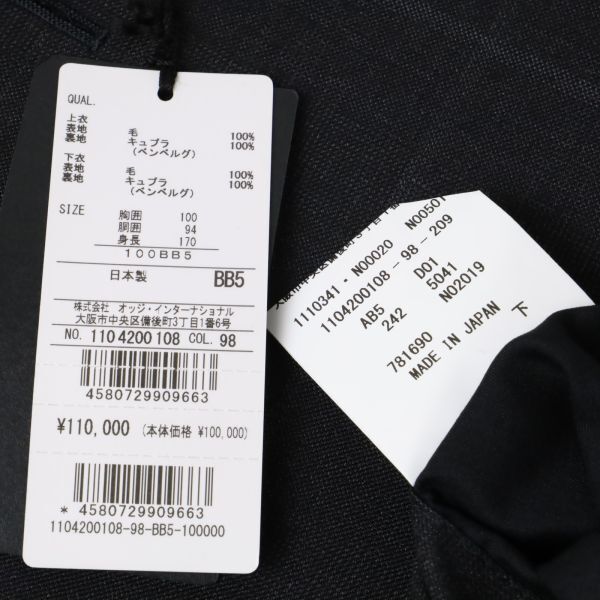 QUAL.
上衣
表地 毛 100%
裏地 キュプラ 100%
(ベンベルグ)
下衣
表地 毛 100%
裏地 キュプラ 100%
(ベンベルグ)
SIZE
胸囲 100
胴囲 94
身長 170
100BB5
日本製 BB5
株式会社 オッジ・インターナショナル
大阪市中央区備後町3丁目1番6号
NO. 1104200108 COL. 98
4580729909663
¥110,000 (本体価格 ¥100,000)
* 4580729909663
1104200108-98-BB5-100000
1110341-N00020 N00501
1104200108-98-209
AB5 D01
242 5041
NO2019
781690
MADE IN JAPAN 下